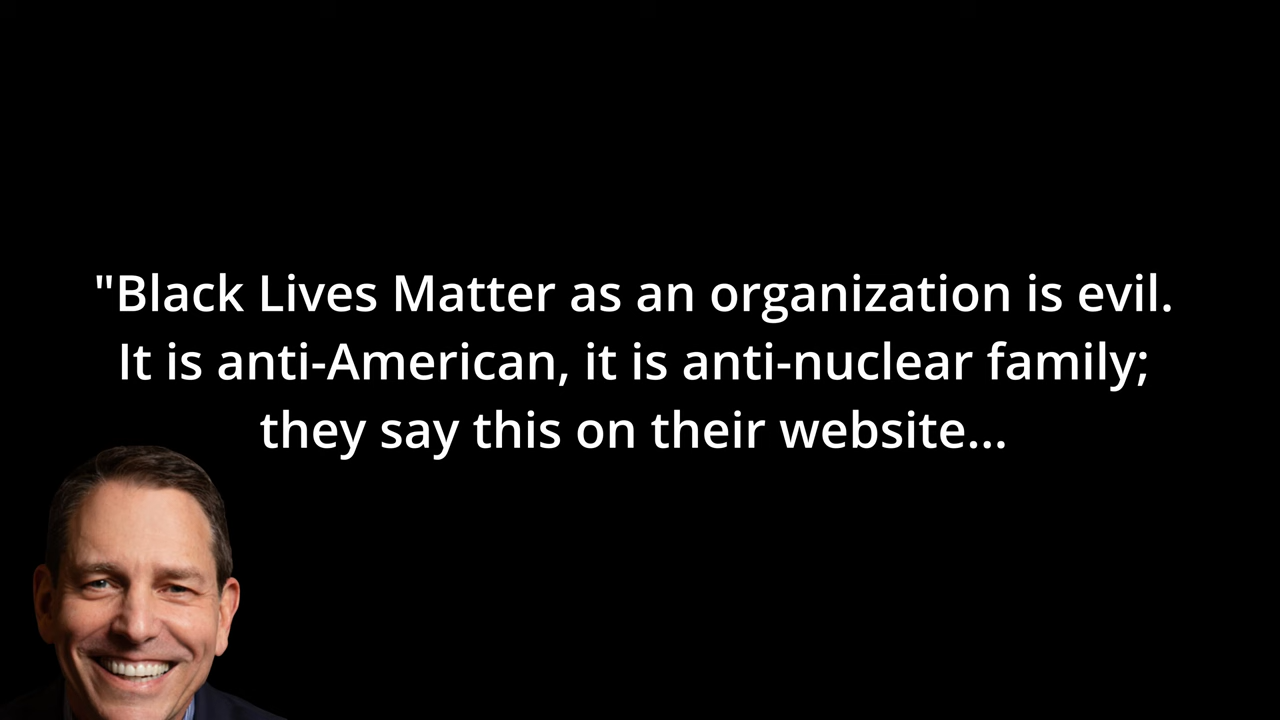 "Black Lives Matter as an organization is evil.
It is anti-American, it is anti-nuclear family;
they say this on their website...